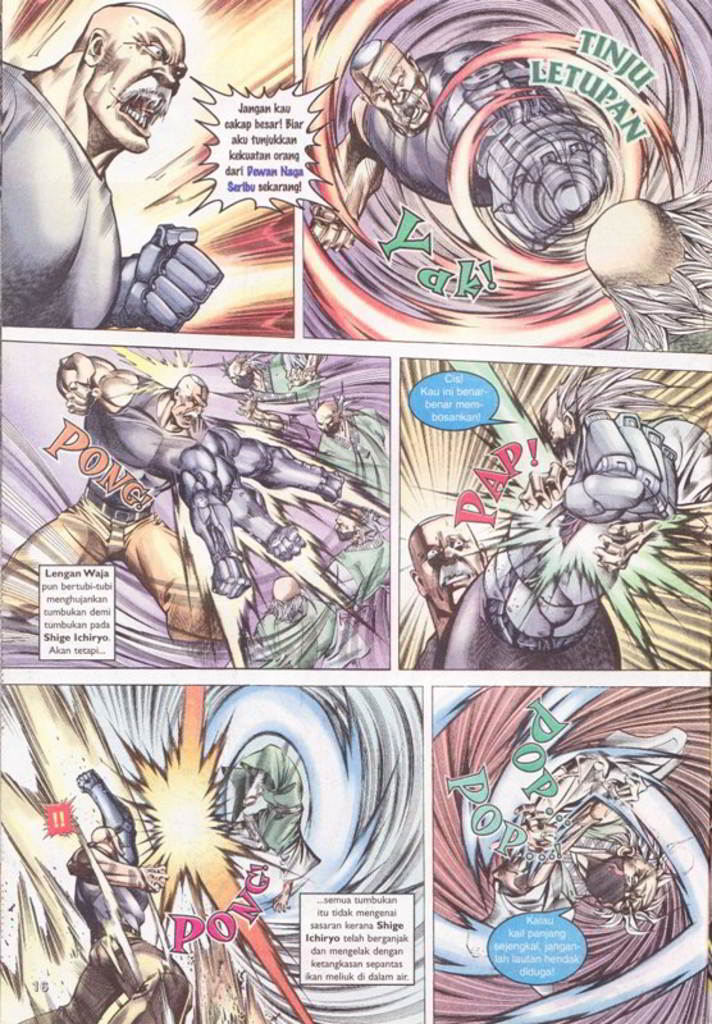 Jangan kau
cakap besar! Biar
aku tunjukkan
kekuatan orang
dari Dewan Naga
Seribu sekarang!
TINJU
LETUPAN
Yak!
PONG!
Lengan Waja
pun bertubi-tubi
menghujankan
tumbukan demi
tumbukan pada
Shige Ichiryo.
Akan tetapi...
Cis!
Kau ini benar-
benar mem-
bosankan!
PAP!
!!
PONG!
...semua tumbukan
itu tidak mengenai
sasaran kerana Shige
Ichiryo telah berganjak
dan mengelak dengan
ketangkasan sepantas
ikan meliuk di dalam air.
POP...
POP...
Kalau
kail panjang
sejengkal, jangan-
lah lautan hendak
diduga!
16